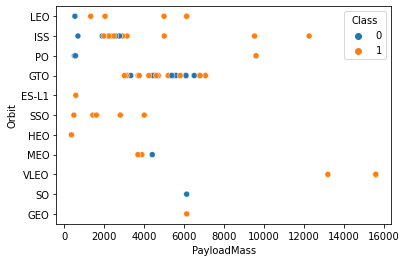 LEO
ISS
PO
GTO
ES-L1
SSO
HEO
MEO
VLEO
SO
GEO
Orbit
Class
0
1
0 2000 4000 6000 8000 10000 12000 14000 16000
PayloadMass